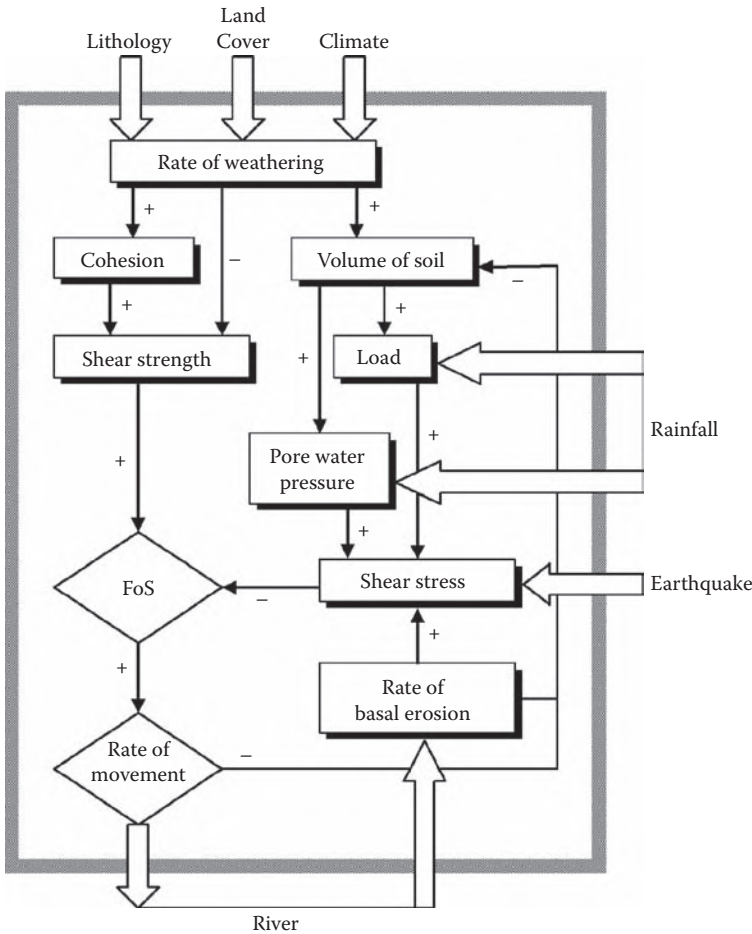 Lithology
Land
Cover
Climate
Rate of weathering
+
–
+
Cohesion
Volume of soil
–
+
+
+
Shear strength
Load
Rainfall
+
+
Pore water
pressure
+
FoS
–
Shear stress
Earthquake
+
+
Rate of
basal erosion
Rate of
movement
–
River